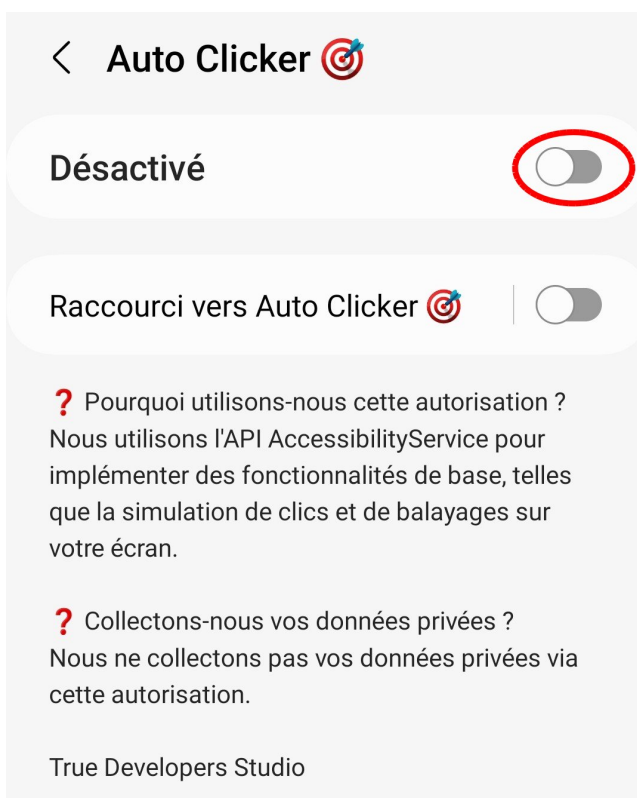 Auto Clicker 🎯
Désactivé
Raccourci vers Auto Clicker 🎯
❓ Pourquoi utilisons-nous cette autorisation ?
Nous utilisons l'API AccessibilityService pour
implémenter des fonctionnalités de base, telles
que la simulation de clics et de balayages sur
votre écran.
❓ Collectons-nous vos données privées ?
Nous ne collectons pas vos données privées via
cette autorisation.
True Developers Studio